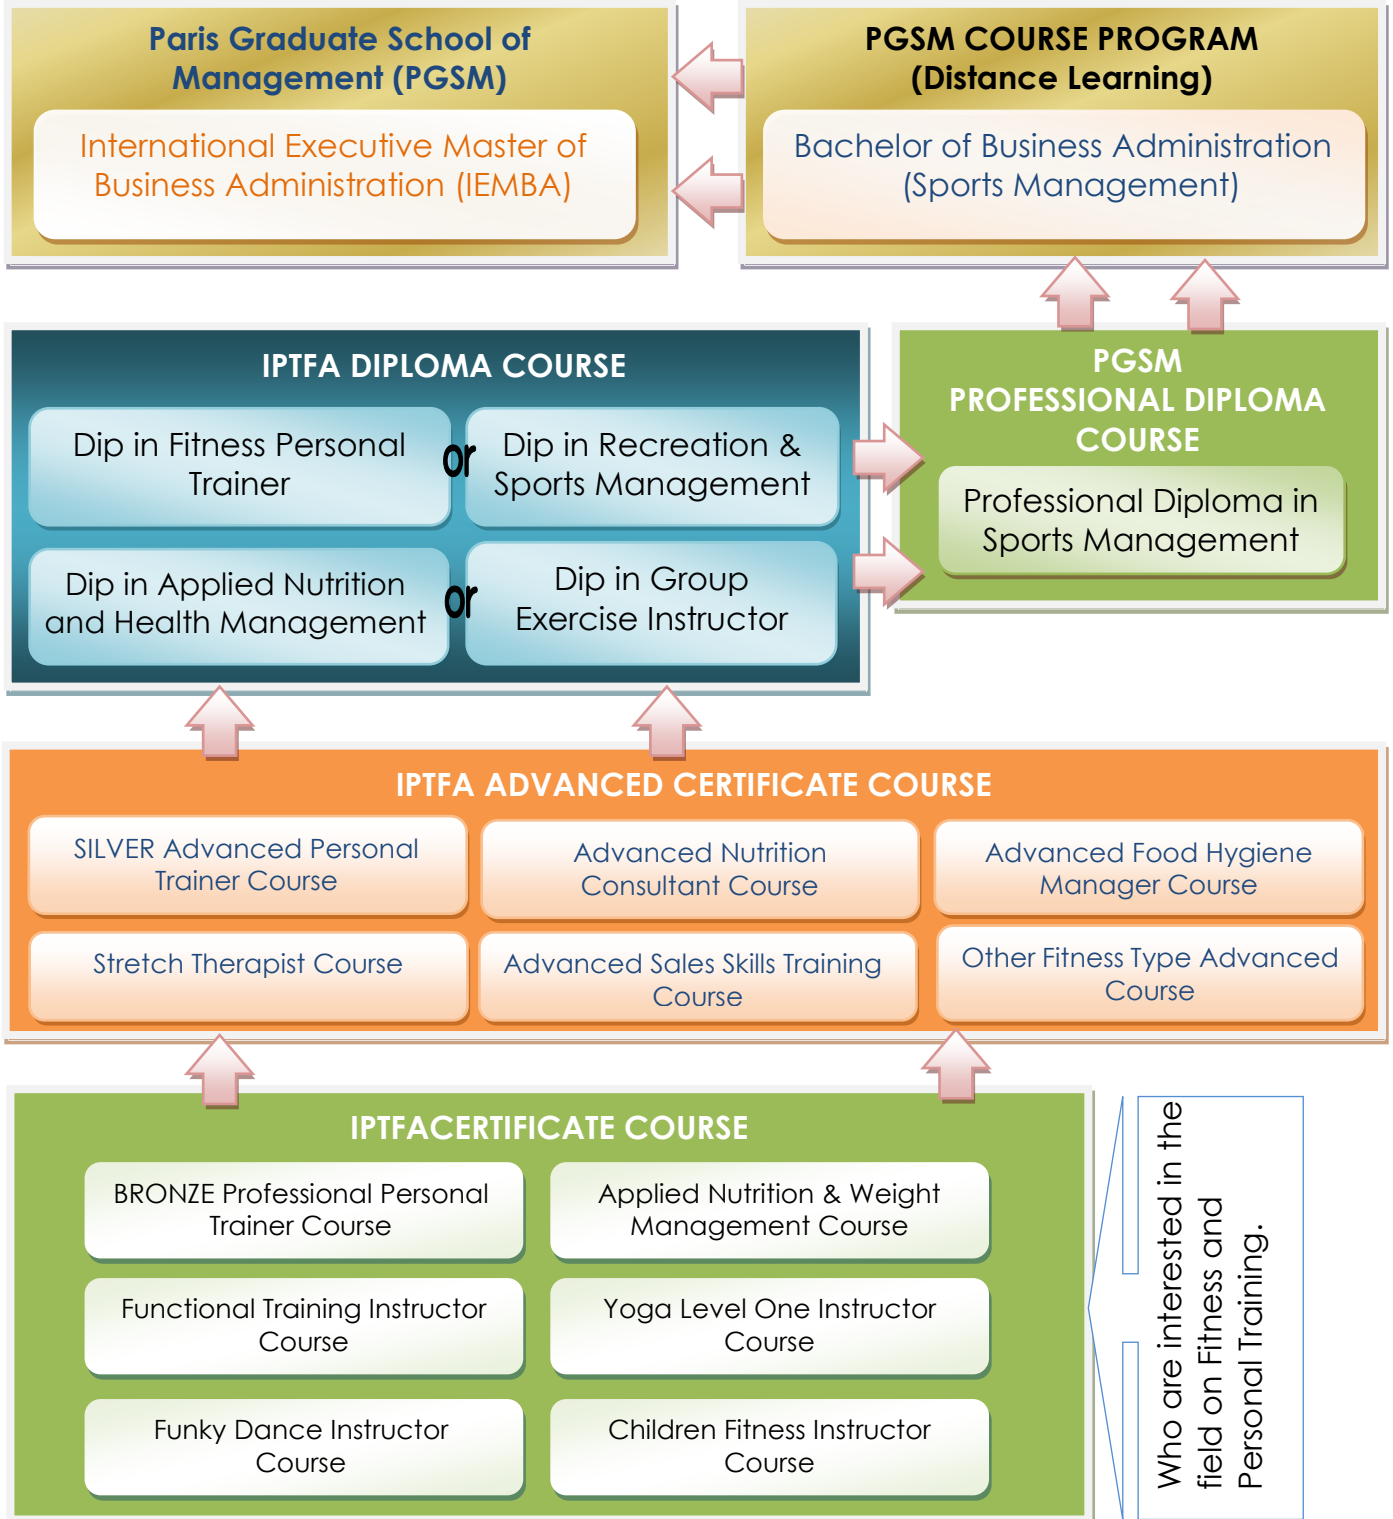 Paris Graduate School of
Management (PGSM)
International Executive Master of
Business Administration (IEMBA)
PGSM COURSE PROGRAM
(Distance Learning)
Bachelor of Business Administration
(Sports Management)
IPTFA DIPLOMA COURSE
Dip in Fitness Personal
Trainer
or
Dip in Recreation &
Sports Management
Dip in Applied Nutrition
and Health Management
or
Dip in Group
Exercise Instructor
PGSM
PROFESSIONAL DIPLOMA
COURSE
Professional Diploma in
Sports Management
IPTFA ADVANCED CERTIFICATE COURSE
SILVER Advanced Personal
Trainer Course
Advanced Nutrition
Consultant Course
Advanced Food Hygiene
Manager Course
Stretch Therapist Course
Advanced Sales Skills Training
Course
Other Fitness Type Advanced
Course
IPTFACERTIFICATE COURSE
BRONZE Professional Personal
Trainer Course
Applied Nutrition & Weight
Management Course
Functional Training Instructor
Course
Yoga Level One Instructor
Course
Funky Dance Instructor
Course
Children Fitness Instructor
Course
Who are interested in the
field on Fitness and
Personal Training.